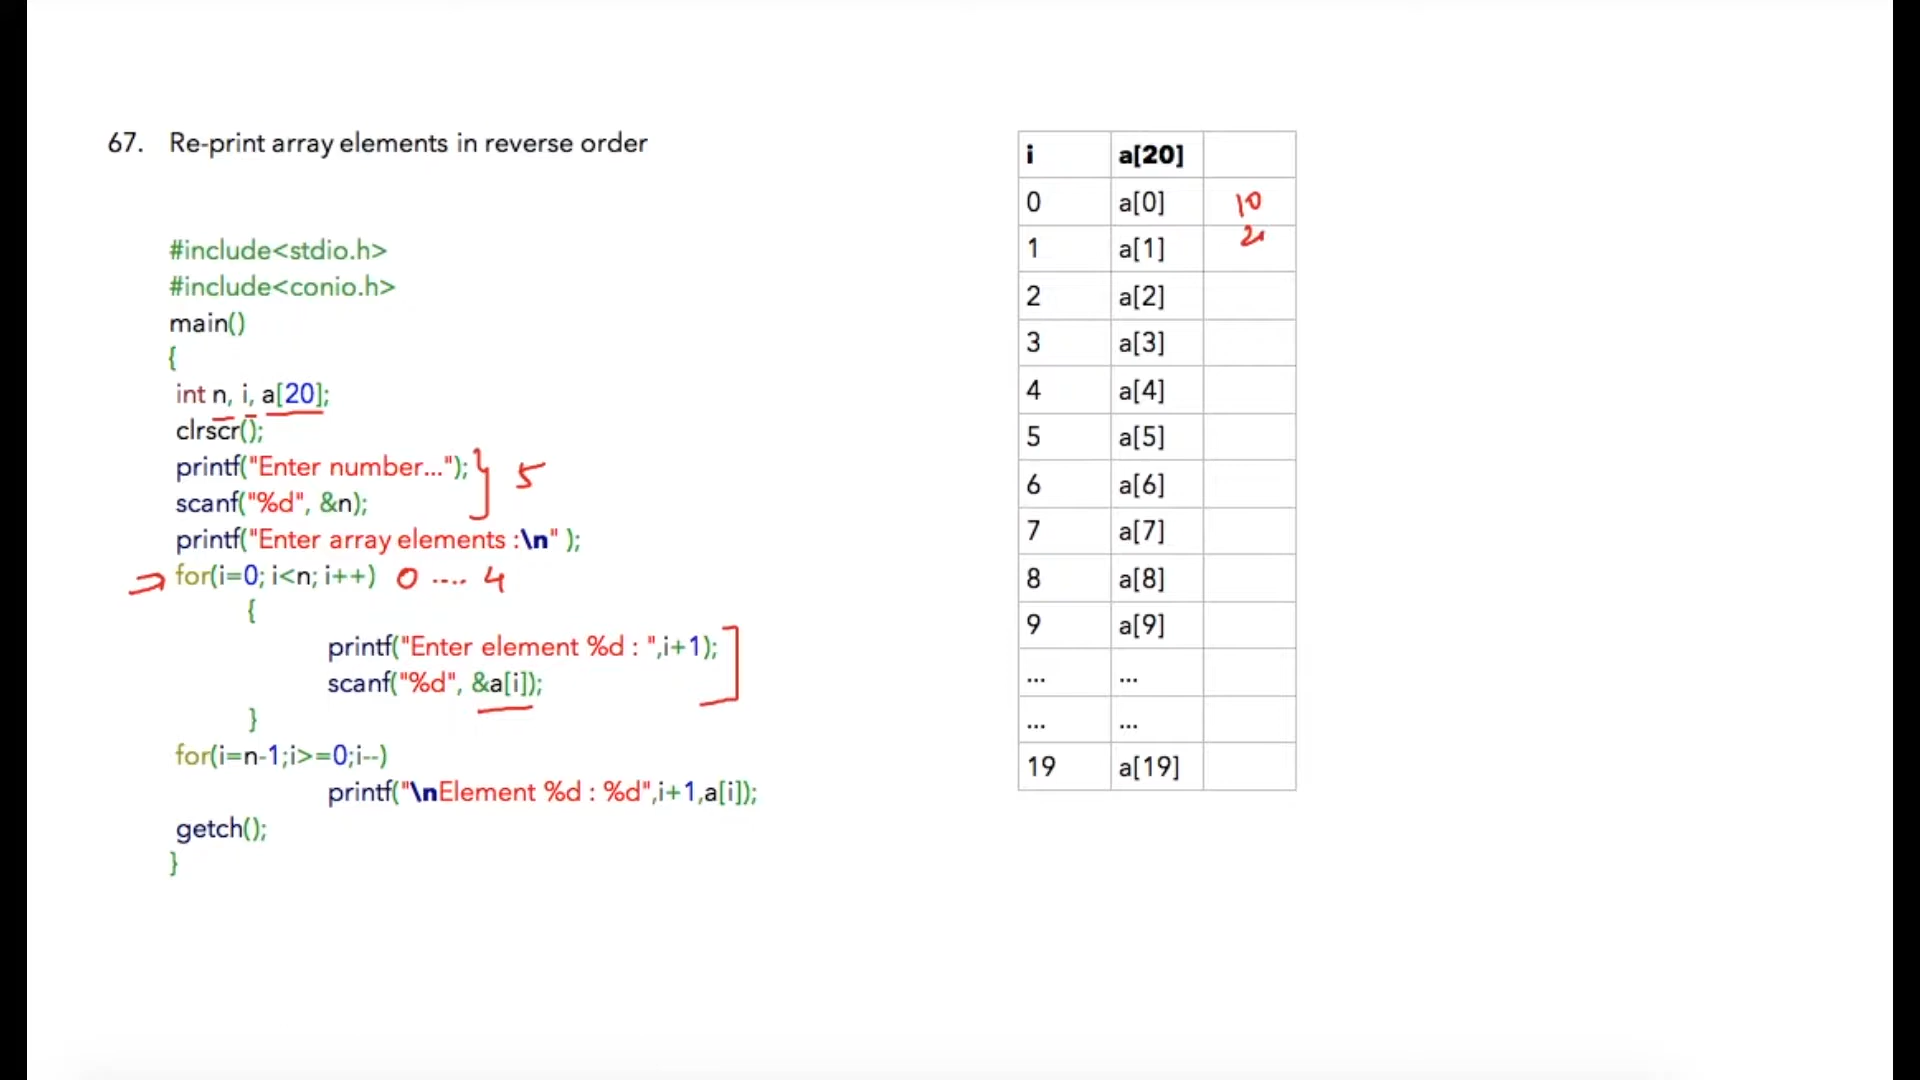 67. Re-print array elements in reverse order
#include<stdio.h>
#include<conio.h>
main()
{
int n, i, a[20];
clrscr();
printf("Enter number...");
5
scanf("%d", &n);
printf("Enter array elements :\n" );
for(i=0; i<n; i++) 0 .... 4
{
printf("Enter element %d : ",i+1);
scanf("%d", &a[i]);
}
for(i=n-1;i>=0;i--)
printf("\nElement %d : %d",i+1,a[i]);
getch();
}
i a[20]
0 a[0] 10
1 a[1]
2 a[2]
3 a[3]
4 a[4]
5 a[5]
6 a[6]
7 a[7]
8 a[8]
9 a[9]
... ...
... ...
19 a[19]